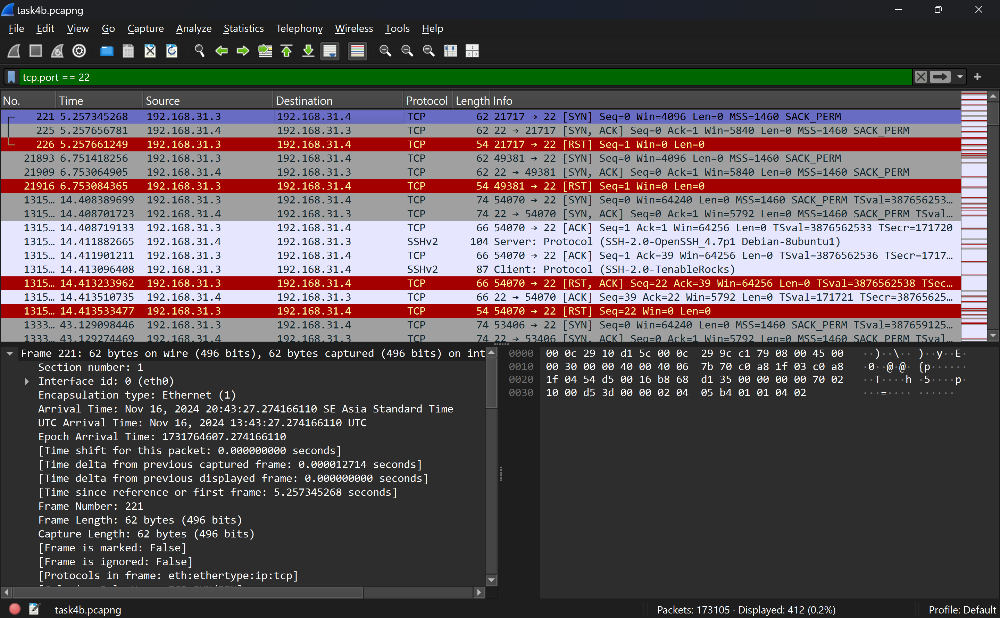 task4b.pcapng
File Edit View Go Capture Analyze Statistics Telephony Wireless Tools Help
tcp.port == 22
No. Time Source Destination Protocol Length Info
221 5.257345268 192.168.31.3 192.168.31.4 TCP 62 21717 → 22 [SYN] Seq=0 Win=4096 Len=0 MSS=1460 SACK_PERM
225 5.257656781 192.168.31.4 192.168.31.3 TCP 62 22 → 21717 [SYN, ACK] Seq=0 Ack=1 Win=5840 Len=0 MSS=1460 SACK_PERM
226 5.257661249 192.168.31.3 192.168.31.4 TCP 54 21717 → 22 [RST] Seq=1 Win=0 Len=0
21893 6.751418256 192.168.31.3 192.168.31.4 TCP 62 49381 → 22 [SYN] Seq=0 Win=4096 Len=0 MSS=1460 SACK_PERM
21909 6.753064905 192.168.31.4 192.168.31.3 TCP 62 22 → 49381 [SYN, ACK] Seq=0 Ack=1 Win=5840 Len=0 MSS=1460 SACK_PERM
21916 6.753084365 192.168.31.3 192.168.31.4 TCP 54 49381 → 22 [RST] Seq=1 Win=0 Len=0
1315… 14.408389699 192.168.31.3 192.168.31.4 TCP 74 54070 → 22 [SYN] Seq=0 Win=64240 Len=0 MSS=1460 SACK_PERM TSval=387656253…
1315… 14.408701723 192.168.31.4 192.168.31.3 TCP 74 22 → 54070 [SYN, ACK] Seq=0 Ack=1 Win=5792 Len=0 MSS=1460 SACK_PERM TSval…
1315… 14.408719133 192.168.31.3 192.168.31.4 TCP 66 54070 → 22 [ACK] Seq=1 Ack=1 Win=64256 Len=0 TSval=3876562533 TSecr=171720
1315… 14.411882665 192.168.31.4 192.168.31.3 SSHv2 104 Server: Protocol (SSH-2.0-OpenSSH_4.7p1 Debian-8ubuntu1)
1315… 14.411901211 192.168.31.3 192.168.31.4 TCP 66 54070 → 22 [ACK] Seq=1 Ack=39 Win=64256 Len=0 TSval=3876562536 TSecr=1717…
1315… 14.413096408 192.168.31.3 192.168.31.4 SSHv2 87 Client: Protocol (SSH-2.0-TenableRocks)
1315… 14.413233962 192.168.31.3 192.168.31.4 TCP 66 54070 → 22 [RST, ACK] Seq=22 Ack=39 Win=64256 Len=0 TSval=3876562538 TSec…
1315… 14.413510735 192.168.31.4 192.168.31.3 TCP 66 22 → 54070 [ACK] Seq=39 Ack=22 Win=5792 Len=0 TSval=171721 TSecr=38765625…
1315… 14.413533477 192.168.31.3 192.168.31.4 TCP 54 54070 → 22 [RST] Seq=22 Win=0 Len=0
1333… 43.129098446 192.168.31.3 192.168.31.4 TCP 74 53406 → 22 [SYN] Seq=0 Win=64240 Len=0 MSS=1460 SACK_PERM TSval=387659125…
1333… 43.129274469 192.168.31.4 192.168.31.3 TCP 74 22 → 53406 [SYN, ACK] Seq=0 Ack=1 Win=5792 Len=0 MSS=1460 SACK_PERM TSval…
Frame 221: 62 bytes on wire (496 bits), 62 bytes captured (496 bits) on int
Section number: 1
Interface id: 0 (eth0)
Encapsulation type: Ethernet (1)
Arrival Time: Nov 16, 2024 20:43:27.274166110 SE Asia Standard Time
UTC Arrival Time: Nov 16, 2024 13:43:27.274166110 UTC
Epoch Arrival Time: 1731764607.274166110
[Time shift for this packet: 0.000000000 seconds]
[Time delta from previous captured frame: 0.000012714 seconds]
[Time delta from previous displayed frame: 0.000000000 seconds]
[Time since reference or first frame: 5.257345268 seconds]
Frame Number: 221
Frame Length: 62 bytes (496 bits)
Capture Length: 62 bytes (496 bits)
[Frame is marked: False]
[Frame is ignored: False]
[Protocols in frame: eth:ethertype:ip:tcp]
0000 00 0c 29 10 d1 5c 00 0c 29 9c c1 79 08 00 45 00 ··)··\·· )··y··E·
0010 00 30 00 00 40 00 40 06 7b 70 c0 a8 1f 03 c0 a8 ·0··@·@· {p······
0020 1f 04 54 d5 00 16 b8 68 d1 35 00 00 00 00 70 02 ··T····h ·5····p·
0030 10 00 d5 3d 00 00 02 04 05 b4 01 01 04 02 ···=···· ······
task4b.pcapng
Packets: 173105 · Displayed: 412 (0.2%)
Profile: Default